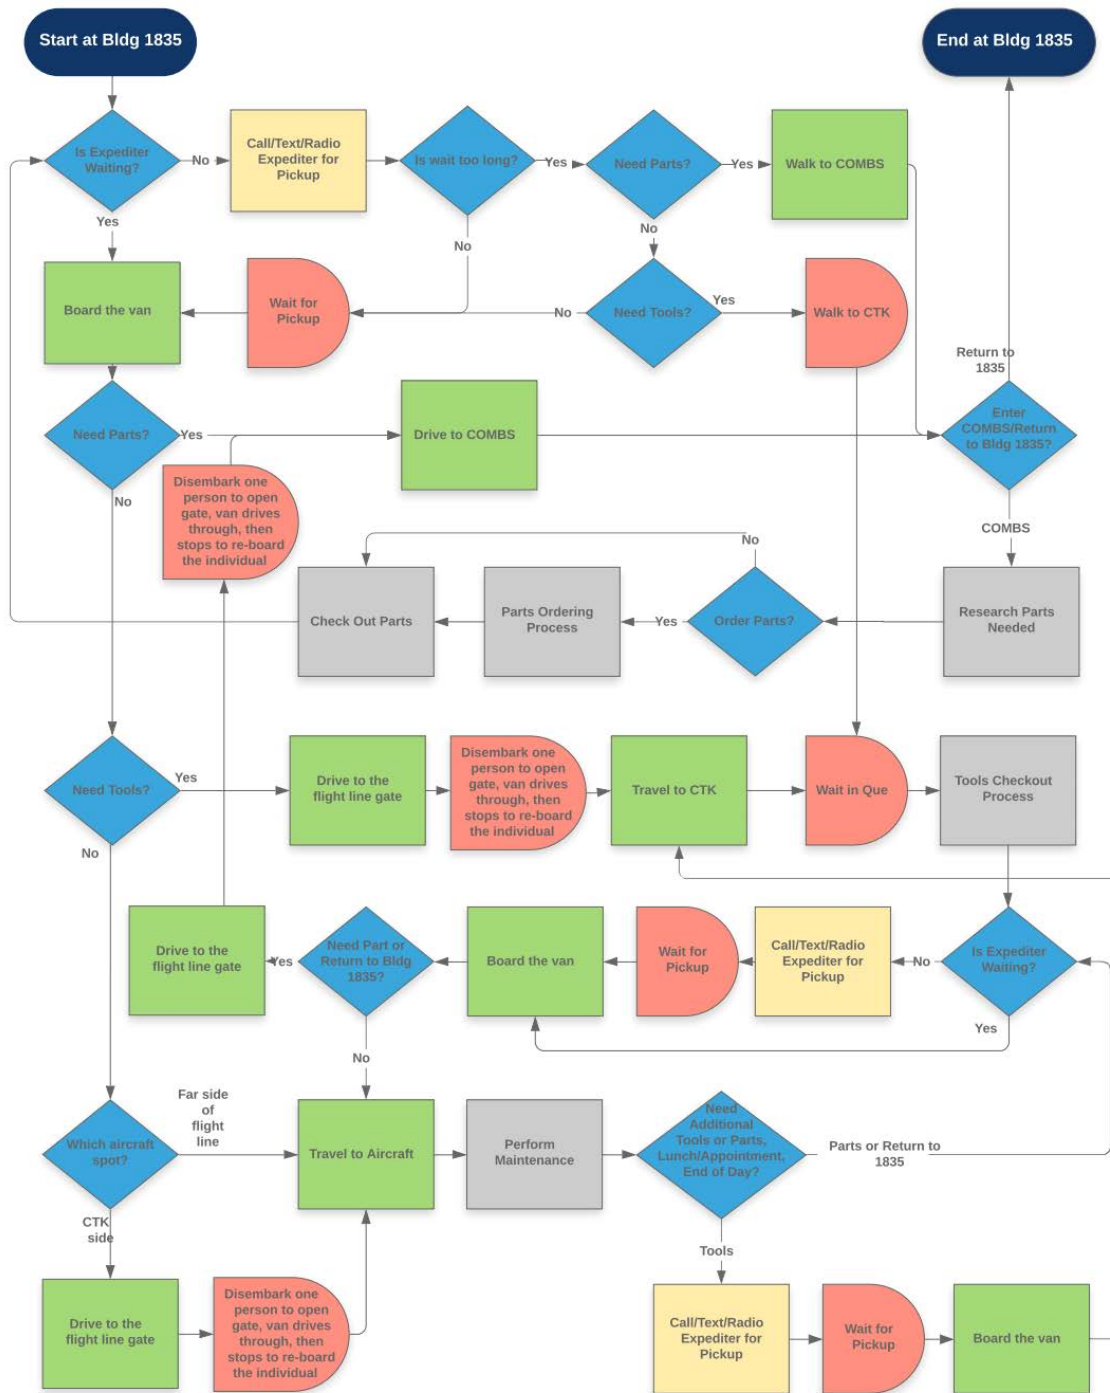 Start at Bldg 1835
End at Bldg 1835
Is Expediter
Waiting?
No
Call/Text/Radio
Expediter for
Pickup
Is wait too long?
Yes
Need Parts?
Yes
Walk to COMBS
Yes
No
No
Board the van
Wait for
Pickup
No
Need Tools?
Yes
Walk to CTK
Return to
1835
Need Parts?
Yes
Drive to COMBS
Enter
COMBS/Return
to Bldg 1835?
No
Disembark one
person to open
gate, van drives
through, then
stops to re-board
the individual
COMBS
No
Check Out Parts
Parts Ordering
Process
Yes
Order Parts?
Research Parts
Needed
Need Tools?
Yes
Drive to the
flight line gate
Disembark one
person to open
gate, van drives
through, then
stops to re-board
the individual
Travel to CTK
Wait in Que
Tools Checkout
Process
No
Drive to the
flight line gate
Yes
Need Part or
Return to Bldg
1835?
Board the van
Wait for
Pickup
Call/Text/Radio
Expediter for
Pickup
No
Is Expediter
Waiting?
Yes
No
Which aircraft
spot?
Far side
of
flight
line
Travel to Aircraft
Perform
Maintenance
Need
Additional
Tools or Parts,
Lunch/Appointment,
End of Day?
Parts or Return to
1835
CTK
side
Tools
Drive to the
flight line gate
Disembark one
person to open
gate, van drives
through, then
stops to re-board
the individual
Call/Text/Radio
Expediter for
Pickup
Wait for
Pickup
Board the van